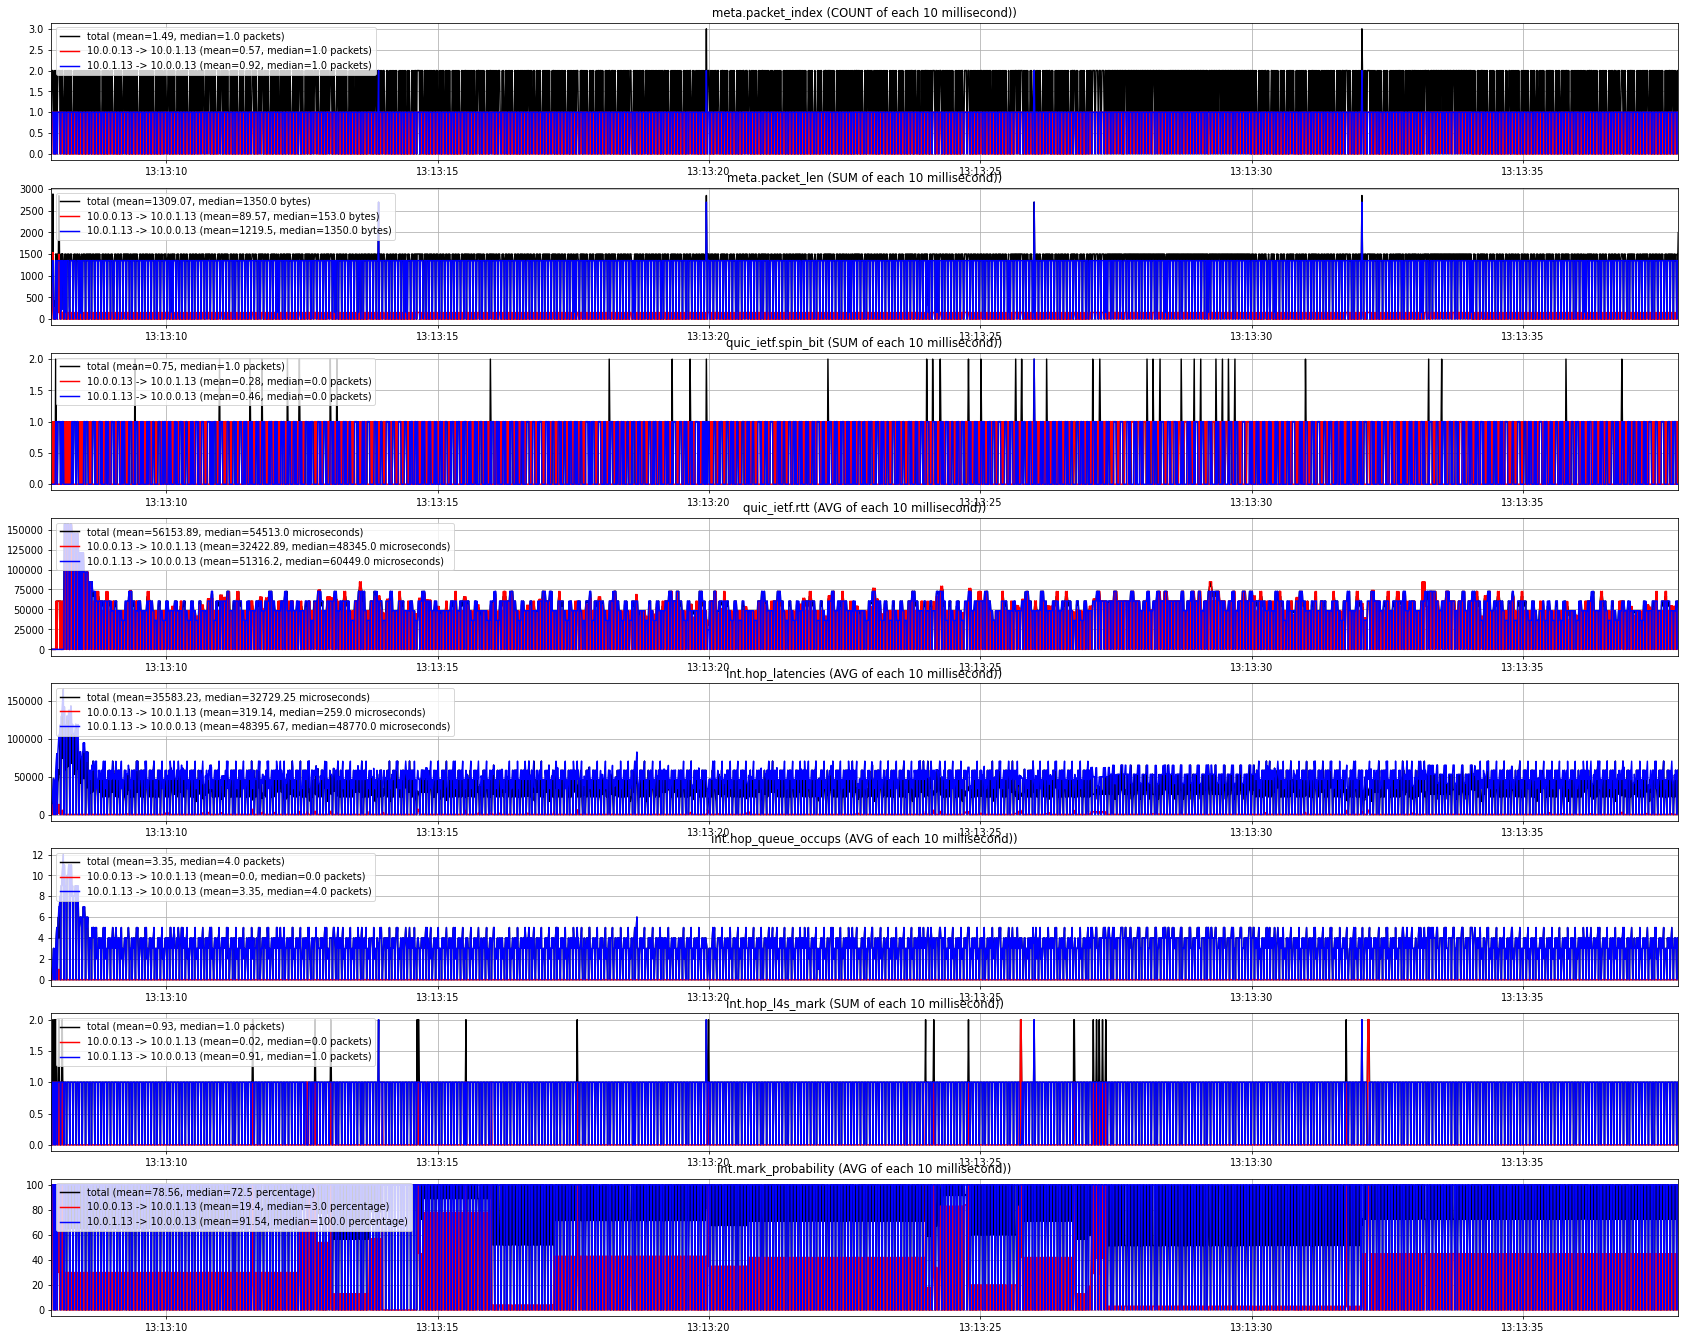 meta.packet_index (COUNT of each 10 millisecond))
3.0
2.5
2.0
1.5
1.0
0.5
0.0
total (mean=1.49, median=1.0 packets)
10.0.0.13 -> 10.0.1.13 (mean=0.57, median=1.0 packets)
10.0.1.13 -> 10.0.0.13 (mean=0.92, median=1.0 packets)
13:13:10 13:13:15 13:13:20 13:13:25 13:13:30 13:13:35
meta.packet_len (SUM of each 10 millisecond))
3000
2500
2000
1500
1000
500
0
total (mean=1309.07, median=1350.0 bytes)
10.0.0.13 -> 10.0.1.13 (mean=89.57, median=153.0 bytes)
10.0.1.13 -> 10.0.0.13 (mean=1219.5, median=1350.0 bytes)
13:13:10 13:13:15 13:13:20 13:13:25 13:13:30 13:13:35
quic_ietf.spin_bit (SUM of each 10 millisecond))
2.0
1.5
1.0
0.5
0.0
total (mean=0.75, median=1.0 packets)
10.0.0.13 -> 10.0.1.13 (mean=0.28, median=0.0 packets)
10.0.1.13 -> 10.0.0.13 (mean=0.46, median=0.0 packets)
13:13:10 13:13:15 13:13:20 13:13:25 13:13:30 13:13:35
quic_ietf.rtt (AVG of each 10 millisecond))
150000
125000
100000
75000
50000
25000
0
total (mean=56153.89, median=54513.0 microseconds)
10.0.0.13 -> 10.0.1.13 (mean=32422.89, median=48345.0 microseconds)
10.0.1.13 -> 10.0.0.13 (mean=51316.2, median=60449.0 microseconds)
13:13:10 13:13:15 13:13:20 13:13:25 13:13:30 13:13:35
int.hop_latencies (AVG of each 10 millisecond))
150000
100000
50000
0
total (mean=35583.23, median=32729.25 microseconds)
10.0.0.13 -> 10.0.1.13 (mean=319.14, median=259.0 microseconds)
10.0.1.13 -> 10.0.0.13 (mean=48395.67, median=48770.0 microseconds)
13:13:10 13:13:15 13:13:20 13:13:25 13:13:30 13:13:35
int.hop_queue_occups (AVG of each 10 millisecond))
12
10
8
6
4
2
0
total (mean=3.35, median=4.0 packets)
10.0.0.13 -> 10.0.1.13 (mean=0.0, median=0.0 packets)
10.0.1.13 -> 10.0.0.13 (mean=3.35, median=4.0 packets)
13:13:10 13:13:15 13:13:20 13:13:25 13:13:30 13:13:35
int.hop_l4s_mark (SUM of each 10 millisecond))
2.0
1.5
1.0
0.5
0.0
total (mean=0.93, median=1.0 packets)
10.0.0.13 -> 10.0.1.13 (mean=0.02, median=0.0 packets)
10.0.1.13 -> 10.0.0.13 (mean=0.91, median=1.0 packets)
13:13:10 13:13:15 13:13:20 13:13:25 13:13:30 13:13:35
int.mark_probability (AVG of each 10 millisecond))
100
80
60
40
20
0
total (mean=78.56, median=72.5 percentage)
10.0.0.13 -> 10.0.1.13 (mean=19.4, median=3.0 percentage)
10.0.1.13 -> 10.0.0.13 (mean=91.54, median=100.0 percentage)
13:13:10 13:13:15 13:13:20 13:13:25 13:13:30 13:13:35